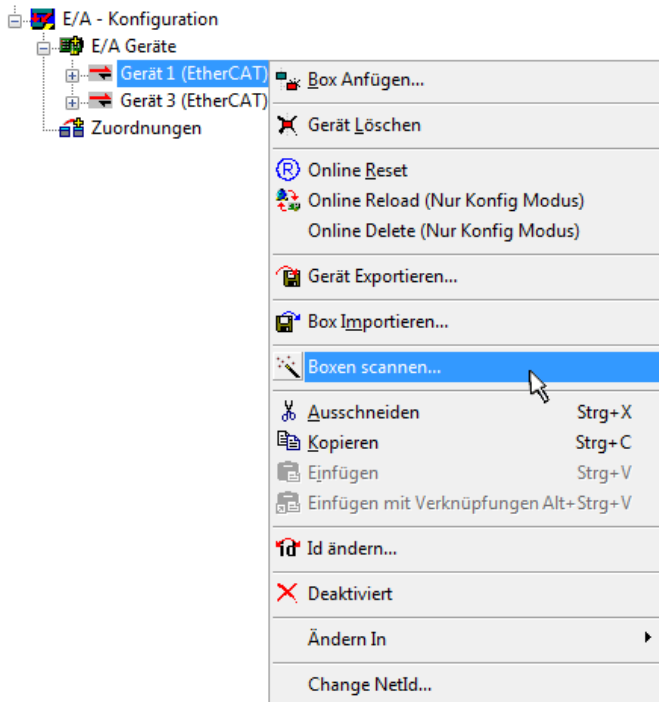 E/A - Konfiguration
E/A Geräte
Gerät 1 (EtherCAT)
Gerät 3 (EtherCAT)
Zuordnungen
Box Anfügen...
Gerät Löschen
Online Reset
Online Reload (Nur Konfig Modus)
Online Delete (Nur Konfig Modus)
Gerät Exportieren...
Box Importieren...
Boxen scannen...
Ausschneiden Strg+X
Kopieren Strg+C
Einfügen Strg+V
Einfügen mit Verknüpfungen Alt+Strg+V
Id ändern...
Deaktiviert
Ändern In
Change NetId...